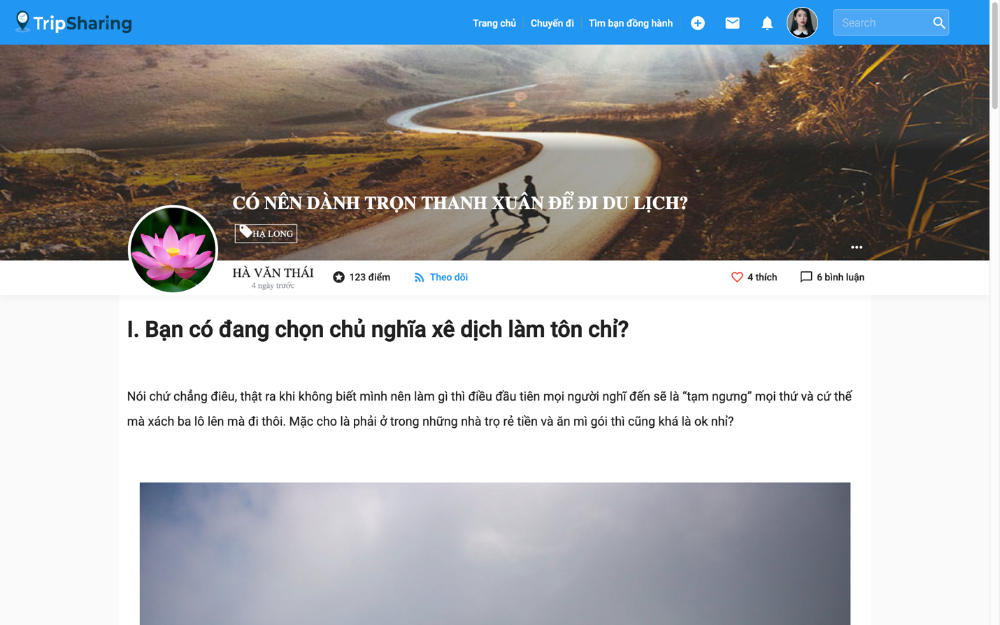 TripSharing
Trang chủ
Chuyến đi
Tìm bạn đồng hành
Search
CÓ NÊN DÀNH TRỌN THANH XUÂN ĐỂ ĐI DU LỊCH?
HẠ LONG
HÀ VĂN THÁI
4 ngày trước
123 điểm
Theo dõi
4 thích
6 bình luận
I. Bạn có đang chọn chủ nghĩa xê dịch làm tôn chỉ?
Nói chứ chẳng điêu, thật ra khi không biết mình nên làm gì thì điều đầu tiên mọi người nghĩ đến sẽ là “tạm ngưng” mọi thứ và cứ thế
mà xách ba lô lên mà đi thôi. Mặc cho là phải ở trong những nhà trọ rẻ tiền và ăn mì gói thì cũng khá là ok nhỉ?